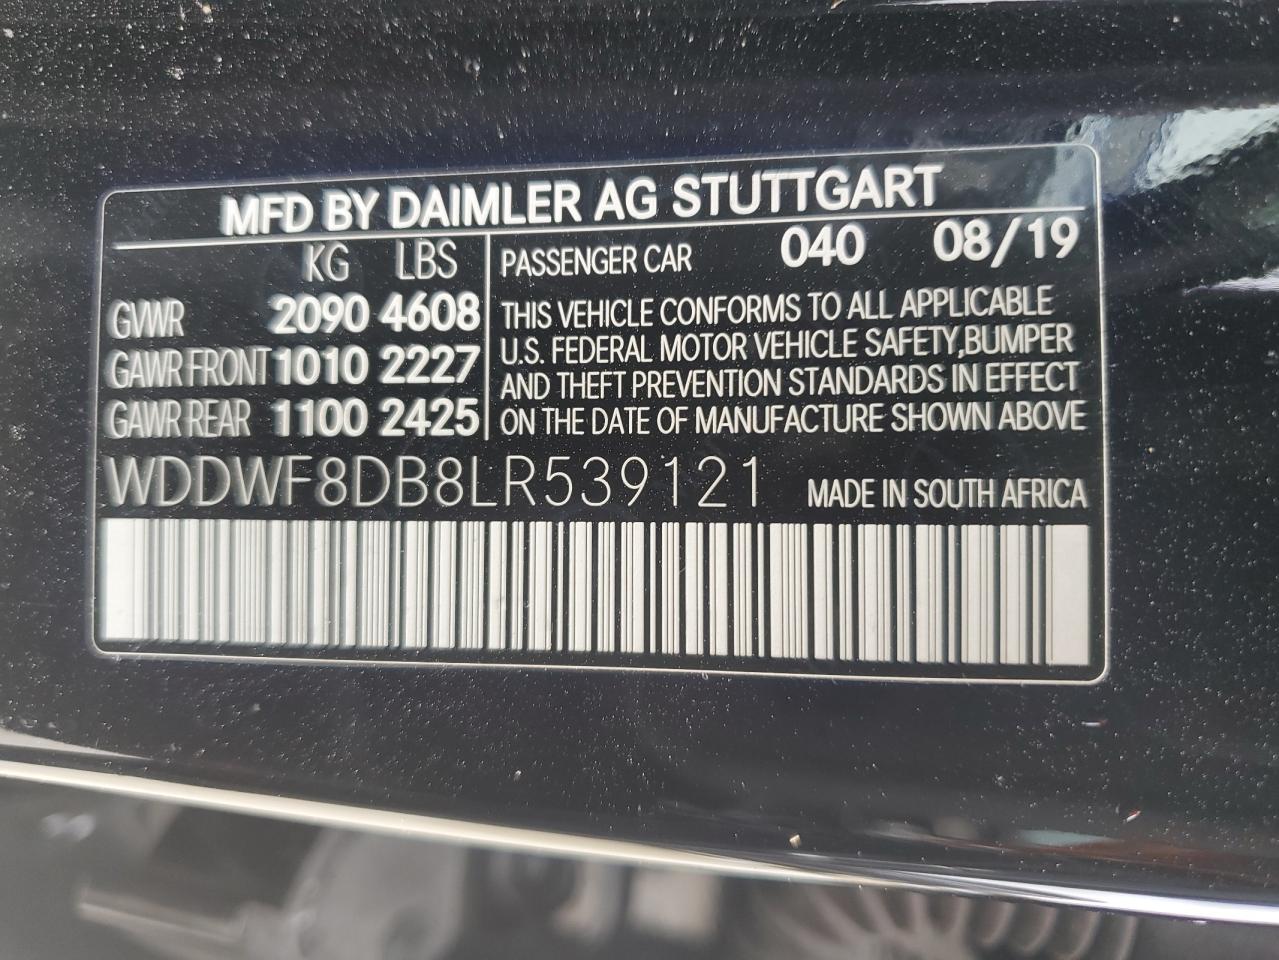 MFD BY DAIMLER AG STUTTGART
KG LBS
GVWR 2090 4608
GAWR FRONT 1010 2227
GAWR REAR 1100 2425
PASSENGER CAR 040 08/19
THIS VEHICLE CONFORMS TO ALL APPLICABLE
U.S. FEDERAL MOTOR VEHICLE SAFETY,BUMPER
AND THEFT PREVENTION STANDARDS IN EFFECT
ON THE DATE OF MANUFACTURE SHOWN ABOVE
WDDWF8DB8LR539121 MADE IN SOUTH AFRICA